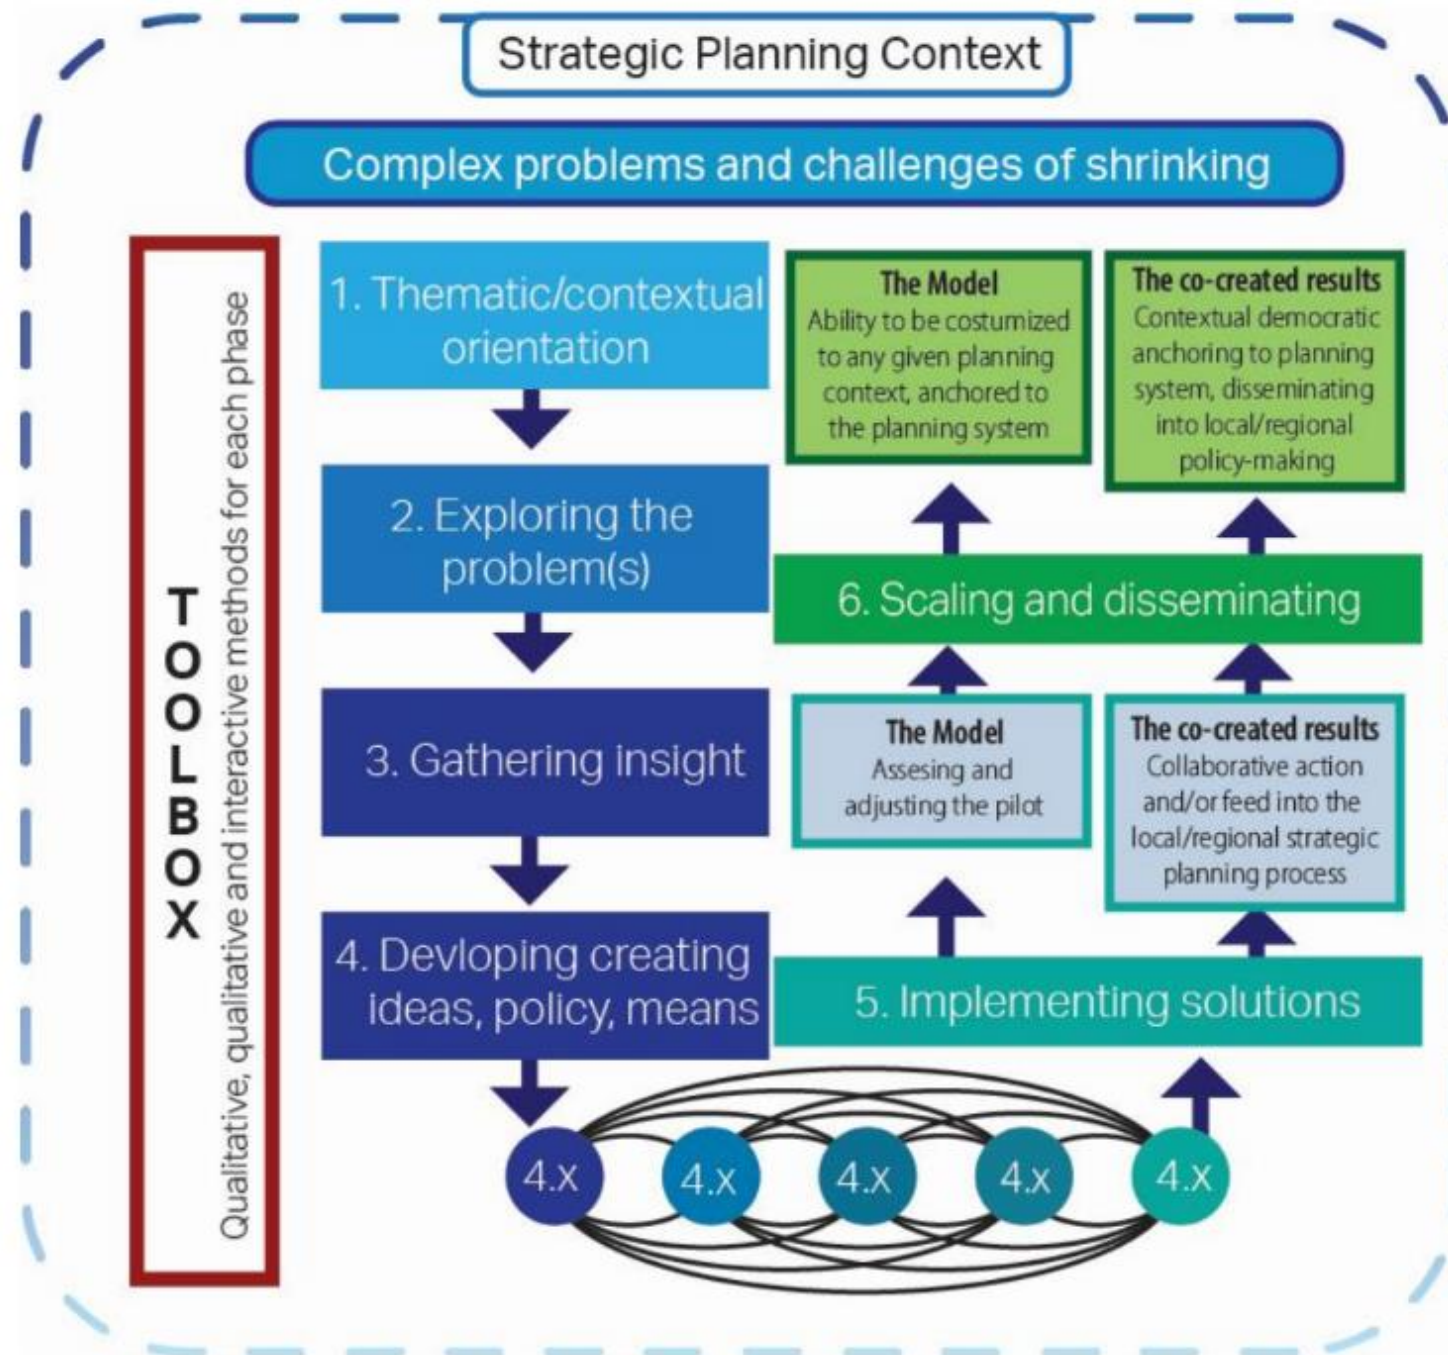 Strategic Planning Context
Complex problems and challenges of shrinking
TOOLBOX
Qualitative, qualitative and interactive methods for each phase
1. Thematic/contextual
orientation
2. Exploring the
problem(s)
3. Gathering insight
4. Devloping creating
ideas, policy, means
4.x
4.x
4.x
4.x
4.x
5. Implementing solutions
The Model
Assesing and
adjusting the pilot
The co-created results
Collaborative action
and/or feed into the
local/regional strategic
planning process
6. Scaling and disseminating
The Model
Ability to be costumized
to any given planning
context, anchored to
the planning system
The co-created results
Contextual democratic
anchoring to planning
system, disseminating
into local/regional
policy-making